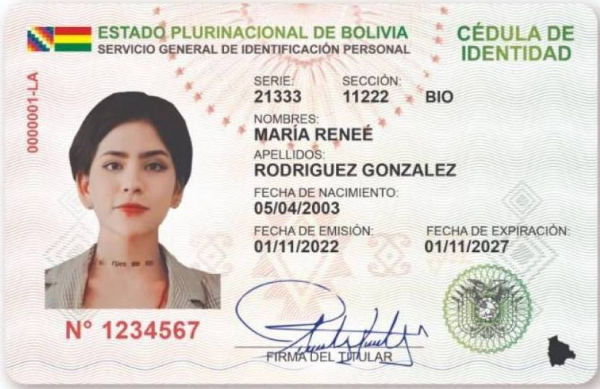 ESTADO PLURINACIONAL DE BOLIVIA
SERVICIO GENERAL DE IDENTIFICACIÓN PERSONAL
CÉDULA DE
IDENTIDAD
0000001-LA
SERIE: SECCIÓN:
21333 11222 BIO
NOMBRES:
MARÍA RENEÉ
APELLIDOS:
RODRIGUEZ GONZALEZ
FECHA DE NACIMIENTO:
05/04/2003
FECHA DE EMISIÓN: FECHA DE EXPIRACIÓN:
01/11/2022 01/11/2027
N° 1234567
FIRMA DEL TITULAR